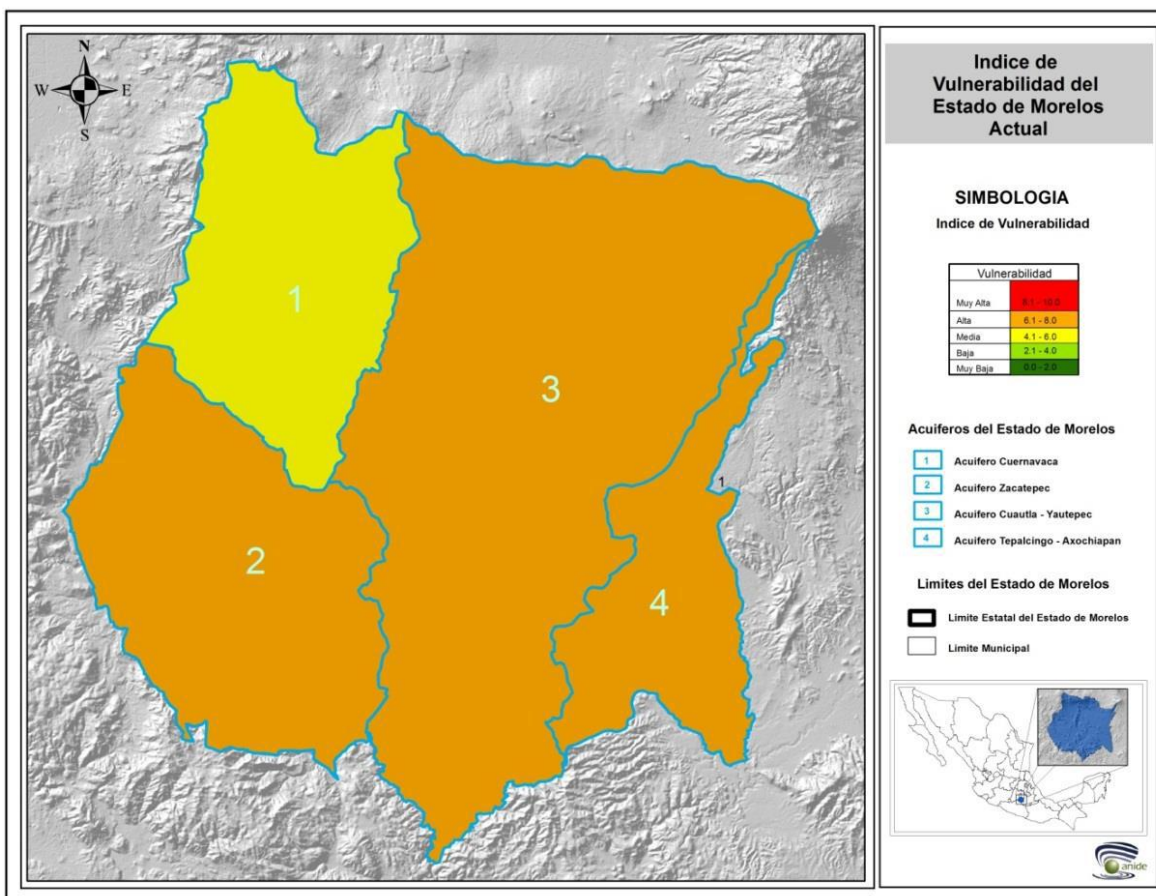 N
W E
S
1
3
2
4
1
Indice de
Vulnerabilidad del
Estado de Morelos
Actual
SIMBOLOGIA
Indice de Vulnerabilidad
Vulnerabilidad
Muy Alta 8.1 - 10.0
Alta 6.1 - 8.0
Media 4.1 - 6.0
Baja 2.1 - 4.0
Muy Baja 0.0 - 2.0
Acuiferos del Estado de Morelos
1 Acuifero Cuernavaca
2 Acuifero Zacatepec
3 Acuifero Cuautla - Yautepec
4 Acuifero Tepalcingo - Axochiapan
Limites del Estado de Morelos
Limite Estatal del Estado de Morelos
Limite Municipal
anide